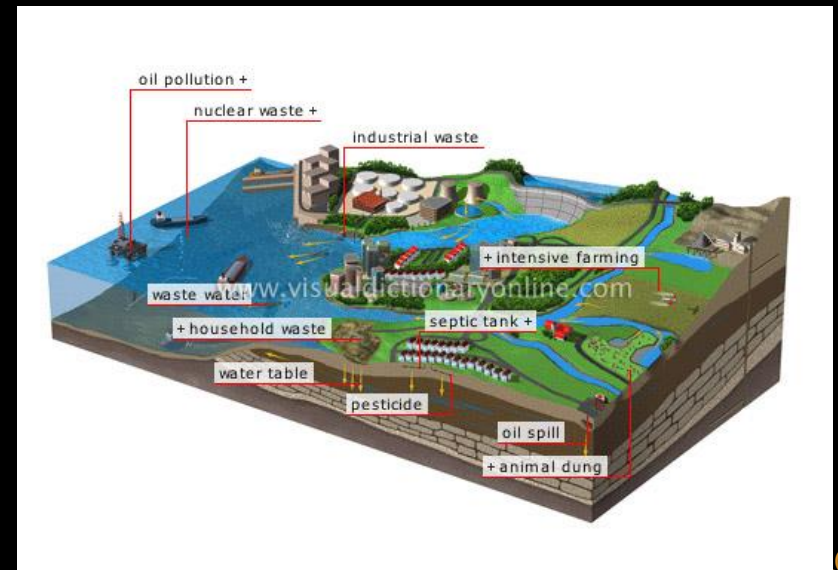 oil pollution +
nuclear waste +
industrial waste
+ intensive farming
www.visualdictionaryonline.com
waste water
+ household waste
septic tank +
water table
pesticide
oil spill
+ animal dung